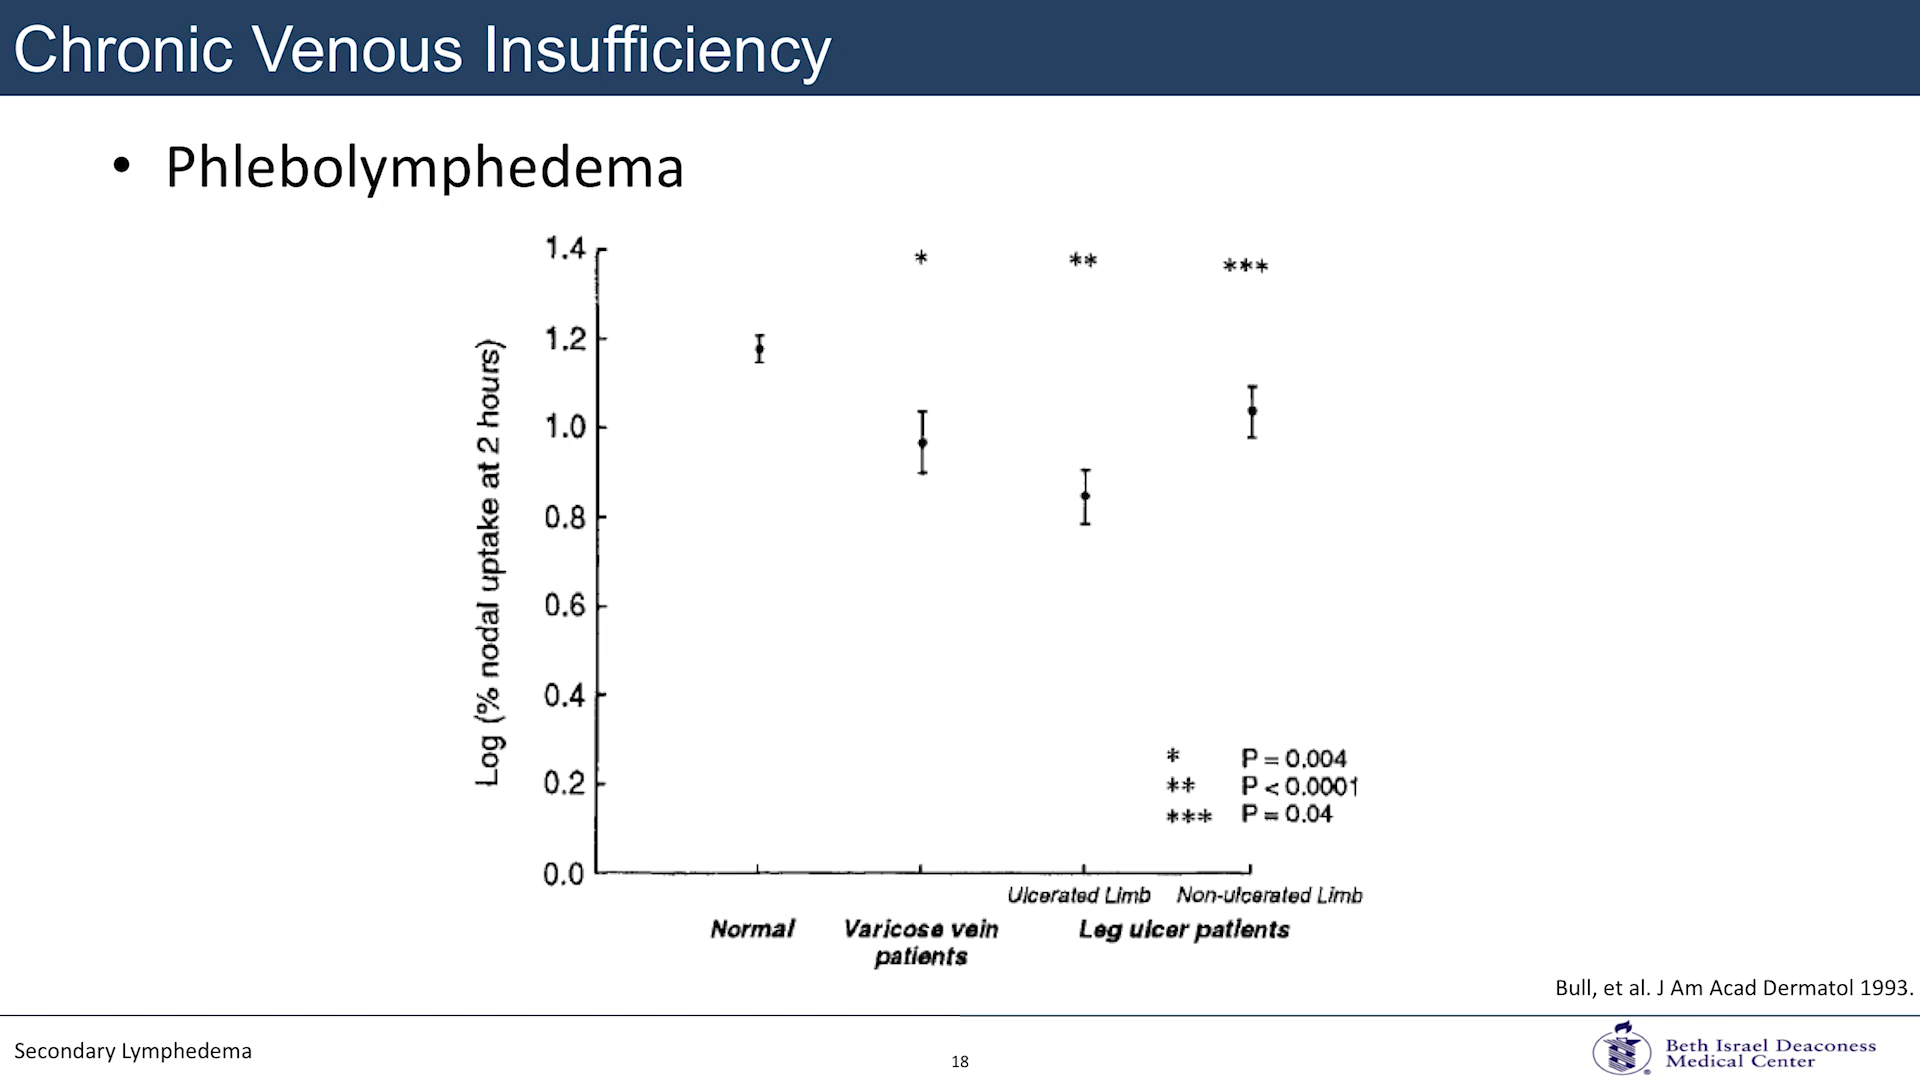 Chronic Venous Insufficiency
• Phlebolymphedema
Log (% nodal uptake at 2 hours)
1.4
1.2
1.0
0.8
0.6
0.4
0.2
0.0
*
**
***
* P = 0.004
** P < 0.0001
*** P = 0.04
Ulcerated Limb Non-ulcerated Limb
Normal Varicose vein Leg ulcer patients
patients
Bull, et al. J Am Acad Dermatol 1993.
Secondary Lymphedema
18
Beth Israel Deaconess
Medical Center